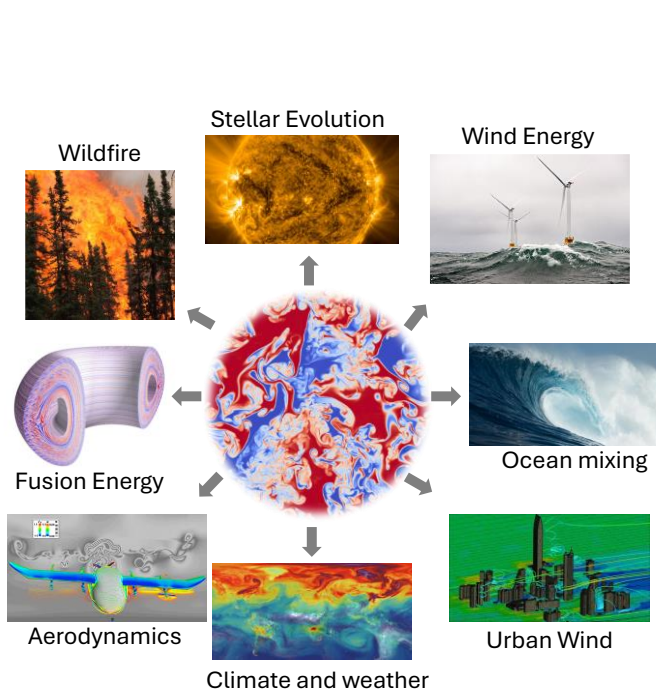 Stellar Evolution
Wildfire
Wind Energy
Fusion Energy
Ocean mixing
Aerodynamics
Urban Wind
Climate and weather